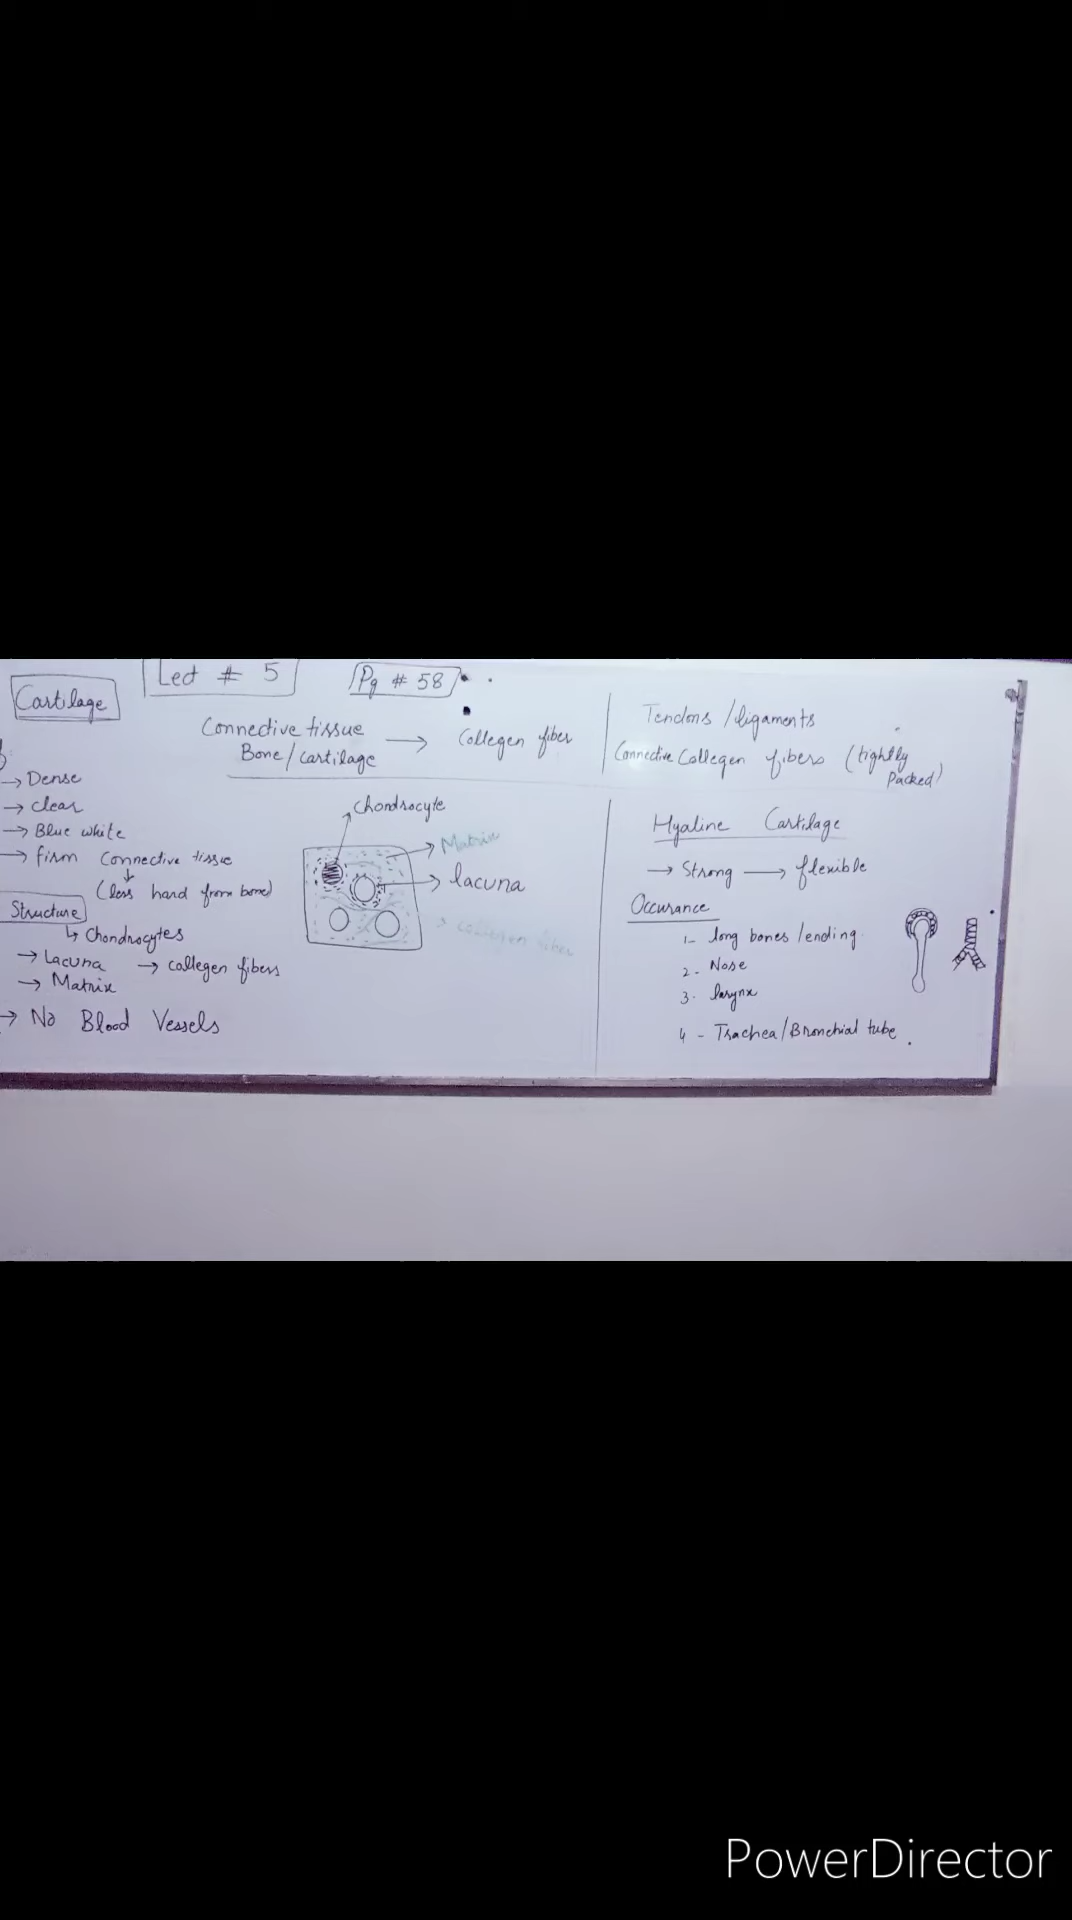 Lect # 5
Pg # 58
Cartilage
Connective tissue
Bone/cartilage → Collegen fiber
→ Dense
→ clear
→ Blue white
→ firm Connective tissue
↓
(less hard from bone)
Structure
↳ Chondrocytes
→ Lacuna → collegen fibers
→ Matrix
→ No Blood Vessels
Chondrocyte
→ Matrix
→ lacuna
→ collegen fiber
Tendons/ligaments
Connective Collegen fibers (tightly
Packed)
Hyaline Cartilage
→ Strong → flexible
Occurance
1- long bones/ending
2- Nose
3- larynx
4- Trachea/Bronchial tube
PowerDirector